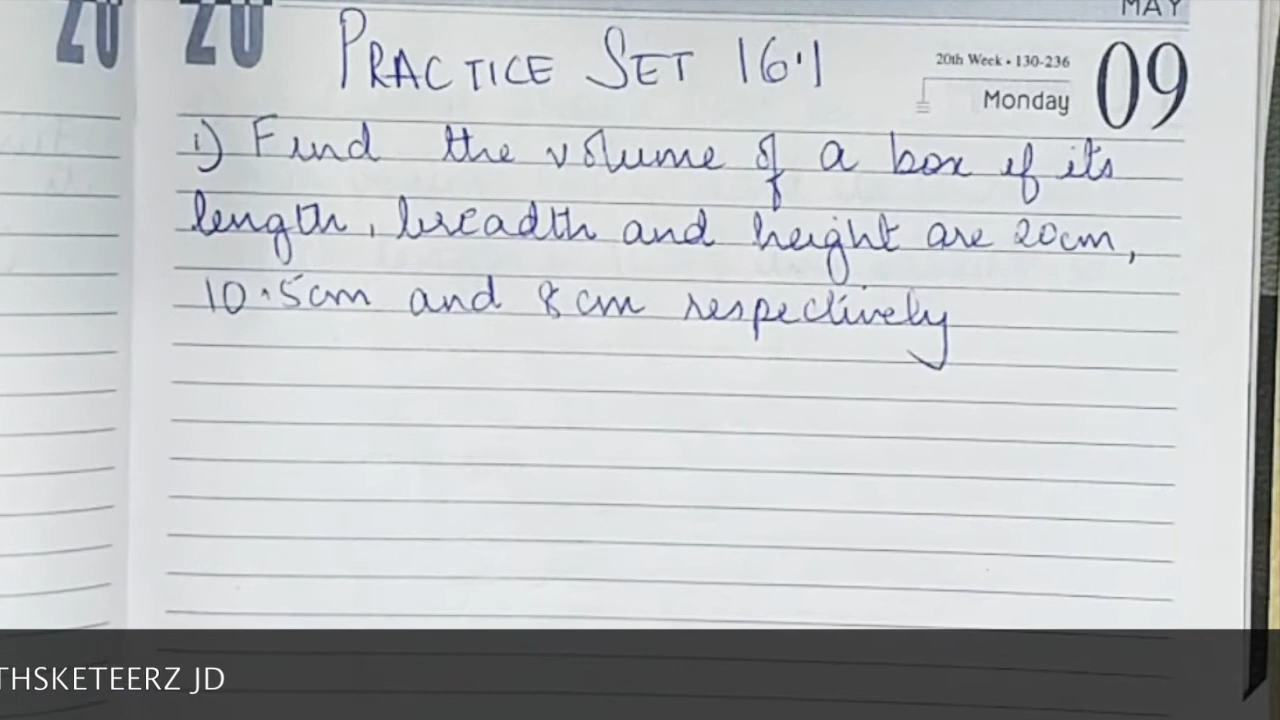 MAY
20 20
PRACTICE SET 16.1
20th Week • 130-236
Monday
09
1) Find the volume of a box if its
length, breadth and height are 20cm,
10.5cm and 8cm respectively
THSKETEERZ JD